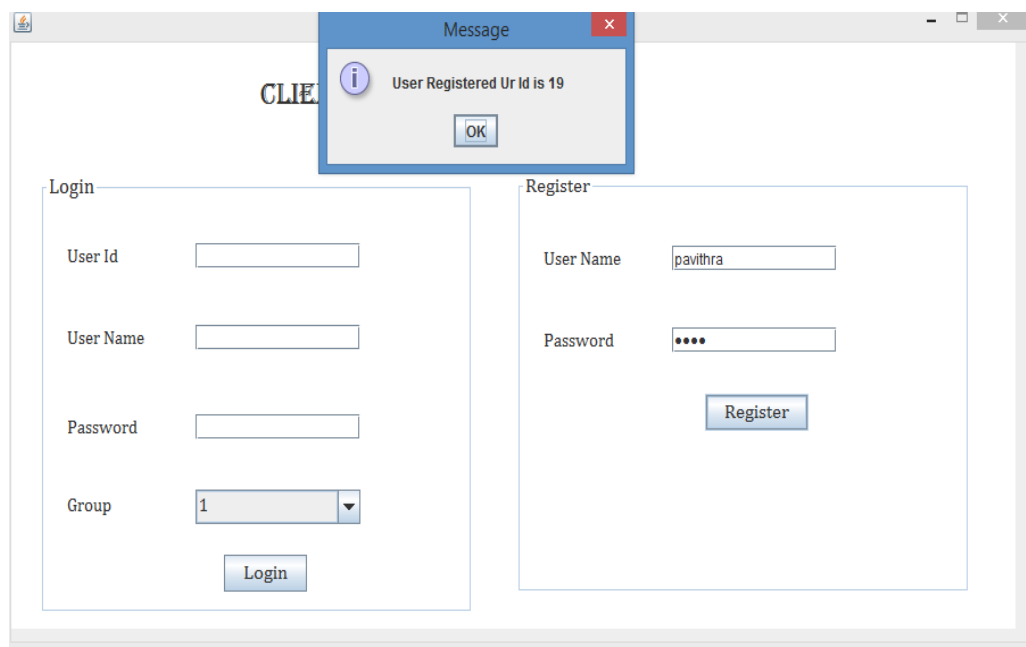 Message
User Registered Ur Id is 19
OK
Login
User Id
User Name
Password
Group
1
Login
Register
User Name
pavithra
Password
••••
Register